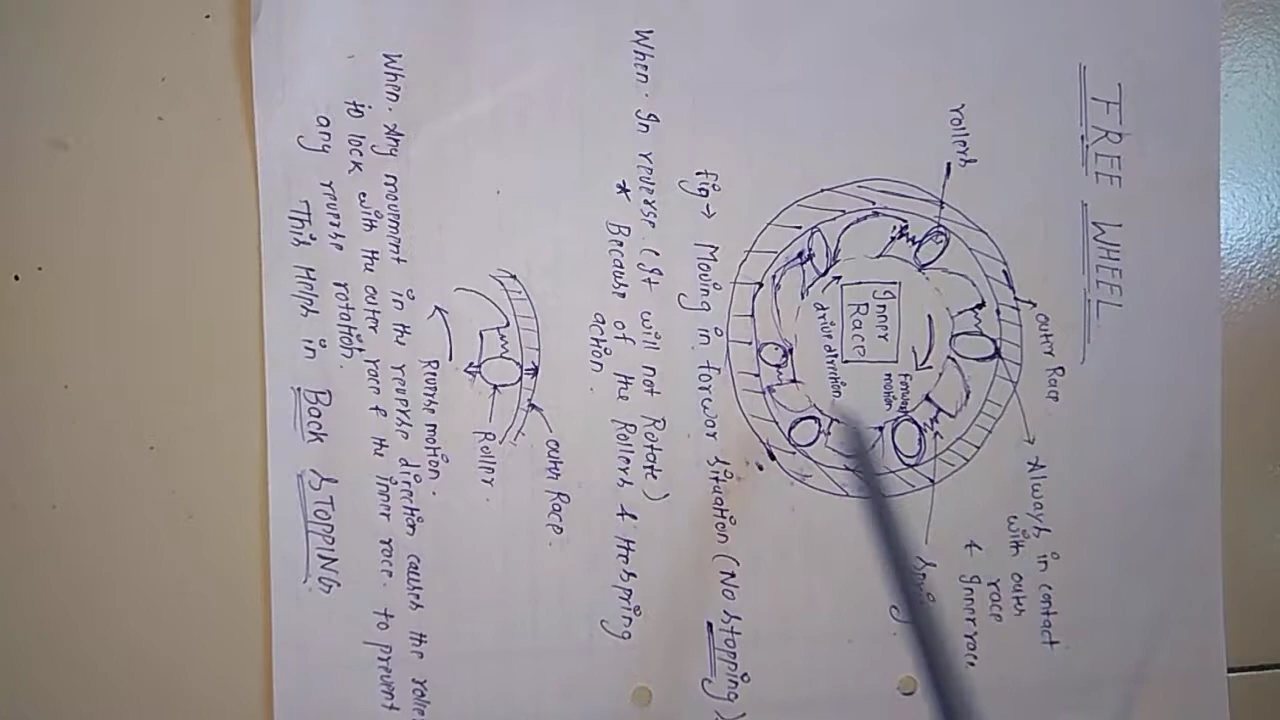 FREE WHEEL
rollers
outer Race
Always in contact
with outer
race
& Inner race
Inner
Race
Forward
motion
drive direction
fig → Moving in forwar situation (No stopping)
When. In reverse. (It will not Rotate)
* Because of the Rollers & the spring
action.
outer Race.
Roller.
Reverse motion.
When. Any movement in the reverse direction causes the roller
to lock with the outer race & the inner race. to prevent
any reverse rotation.
This Helps in Back STOPPING.